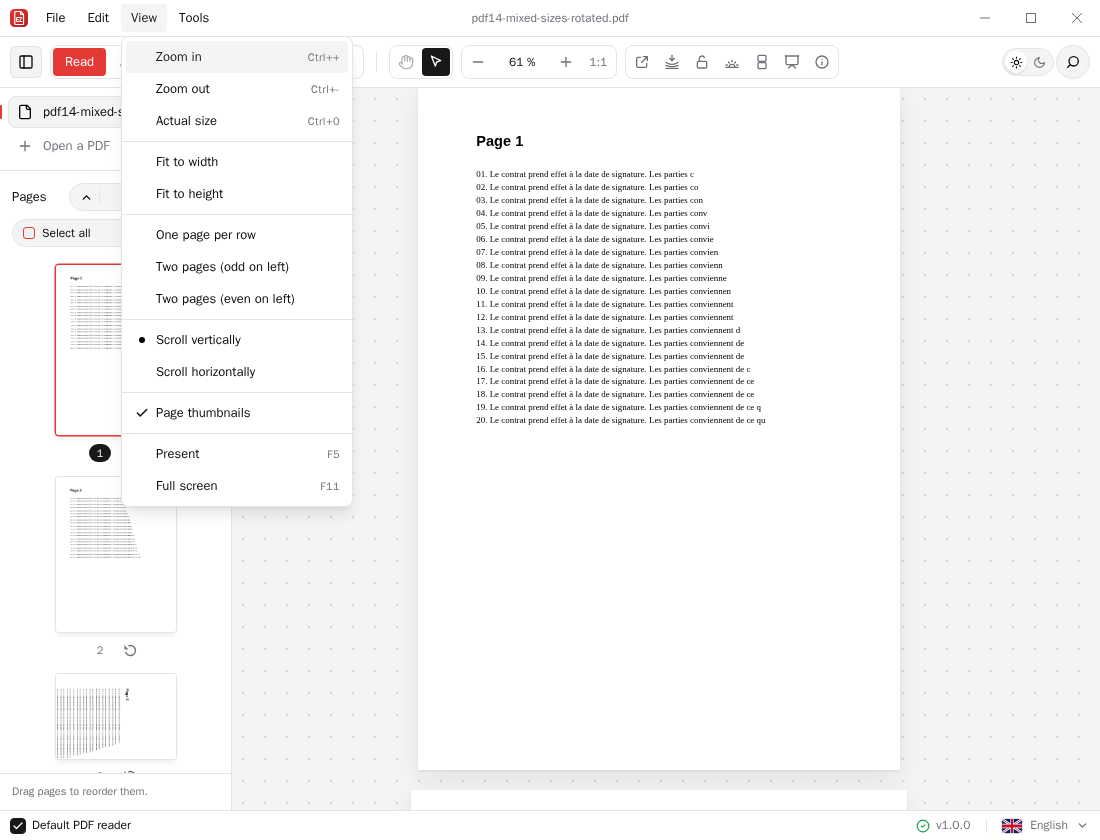 File Edit View Tools
pdf14-mixed-sizes-rotated.pdf
Read
61 %
1:1
pdf14-mixed-s
Open a PDF
Pages
Select all
1
2
Drag pages to reorder them.
Zoom in Ctrl++
Zoom out Ctrl+-
Actual size Ctrl+0
Fit to width
Fit to height
One page per row
Two pages (odd on left)
Two pages (even on left)
Scroll vertically
Scroll horizontally
Page thumbnails
Present F5
Full screen F11
Page 1
01. Le contrat prend effet à la date de signature. Les parties c
02. Le contrat prend effet à la date de signature. Les parties co
03. Le contrat prend effet à la date de signature. Les parties con
04. Le contrat prend effet à la date de signature. Les parties conv
05. Le contrat prend effet à la date de signature. Les parties convi
06. Le contrat prend effet à la date de signature. Les parties convie
07. Le contrat prend effet à la date de signature. Les parties convien
08. Le contrat prend effet à la date de signature. Les parties convienn
09. Le contrat prend effet à la date de signature. Les parties convienne
10. Le contrat prend effet à la date de signature. Les parties conviennen
11. Le contrat prend effet à la date de signature. Les parties conviennent
12. Le contrat prend effet à la date de signature. Les parties conviennent
13. Le contrat prend effet à la date de signature. Les parties conviennent d
14. Le contrat prend effet à la date de signature. Les parties conviennent de
15. Le contrat prend effet à la date de signature. Les parties conviennent de
16. Le contrat prend effet à la date de signature. Les parties conviennent de c
17. Le contrat prend effet à la date de signature. Les parties conviennent de ce
18. Le contrat prend effet à la date de signature. Les parties conviennent de ce
19. Le contrat prend effet à la date de signature. Les parties conviennent de ce q
20. Le contrat prend effet à la date de signature. Les parties conviennent de ce qu
Default PDF reader
v1.0.0
English